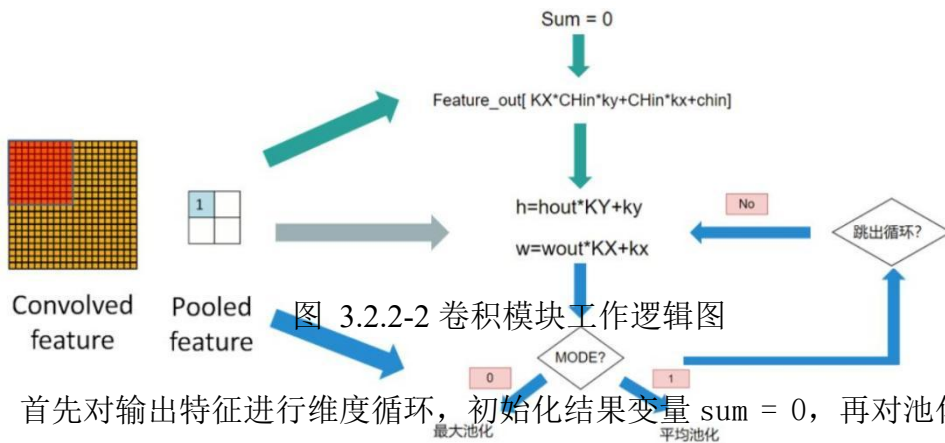 Sum = 0
Feature_out[ KX*CHin*ky+CHin*kx+chin]
1
h=hout*KY+ky
w=wout*KX+kx
No
跳出循环?
Convolved
feature
Pooled
feature
图 3.2.2-2 卷积模块工作逻辑图
MODE?
0
1
首先对输出特征进行维度循环，初始化结果变量 sum = 0，再对池
最大池化
平均池化